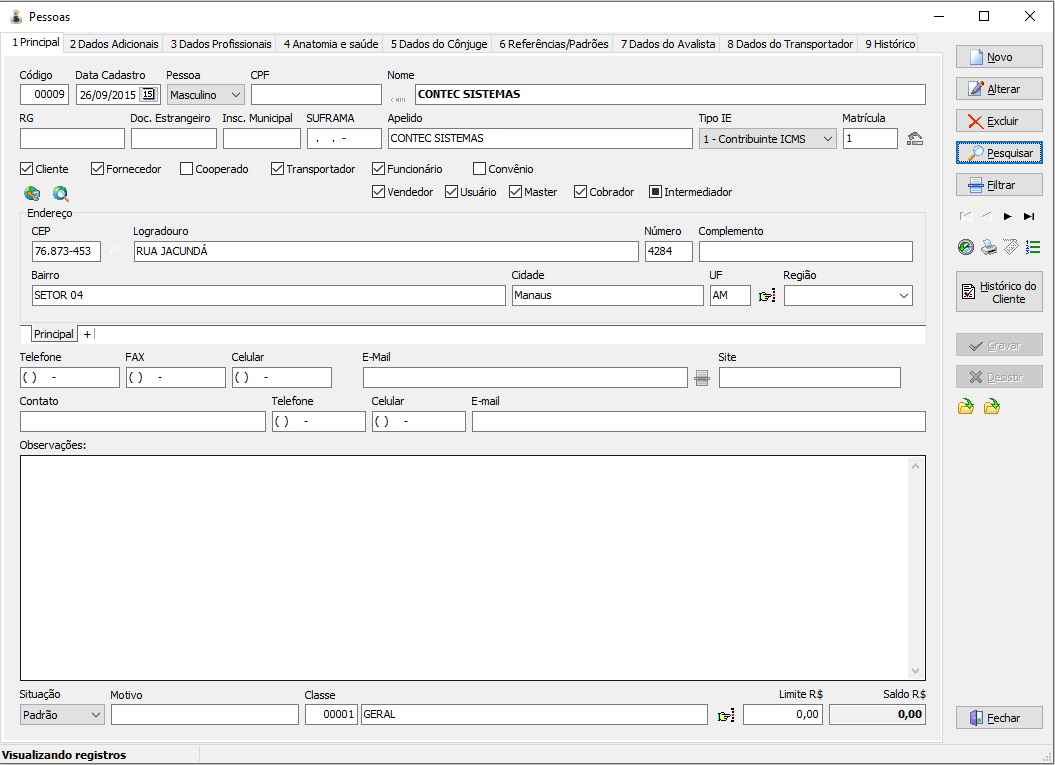 Pessoas
1 Principal 2 Dados Adicionais 3 Dados Profissionais 4 Anatomia e saúde 5 Dados do Cônjuge 6 Referências/Padrões 7 Dados do Avalista 8 Dados do Transportador 9 Histórico
Código Data Cadastro Pessoa CPF Nome
00009 26/09/2015 15 Masculino CONTEC SISTEMAS
RG Doc. Estrangeiro Insc. Municipal SUFRAMA Apelido Tipo IE Matrícula
. . - CONTEC SISTEMAS 1 - Contribuinte ICMS 1
Cliente Fornecedor Cooperado Transportador Funcionário Convênio
Vendedor Usuário Master Cobrador Intermediador
Endereço
CEP Logradouro Número Complemento
76.873-453 RUA JACUNDÁ 4284
Bairro Cidade UF Região
SETOR 04 Manaus AM
Principal +
Telefone FAX Celular E-Mail Site
( ) - ( ) - ( ) -
Contato Telefone Celular E-mail
( ) - ( ) -
Observações:
Situação Motivo Classe Limite R$ Saldo R$
Padrão 00001 GERAL 0,00 0,00
Visualizando registros
Novo
Alterar
Excluir
Pesquisar
Filtrar
Histórico do
Cliente
Gravar
Desistir
Fechar